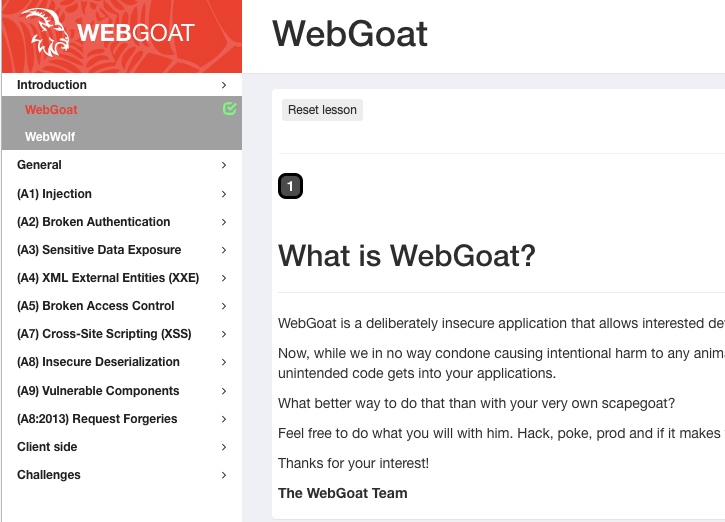 WEBGOAT
Introduction
WebGoat
WebWolf
General
(A1) Injection
(A2) Broken Authentication
(A3) Sensitive Data Exposure
(A4) XML External Entities (XXE)
(A5) Broken Access Control
(A7) Cross-Site Scripting (XSS)
(A8) Insecure Deserialization
(A9) Vulnerable Components
(A8:2013) Request Forgeries
Client side
Challenges
WebGoat
Reset lesson
1
What is WebGoat?
WebGoat is a deliberately insecure application that allows interested de
Now, while we in no way condone causing intentional harm to any anim
unintended code gets into your applications.
What better way to do that than with your very own scapegoat?
Feel free to do what you will with him. Hack, poke, prod and if it makes
Thanks for your interest!
The WebGoat Team